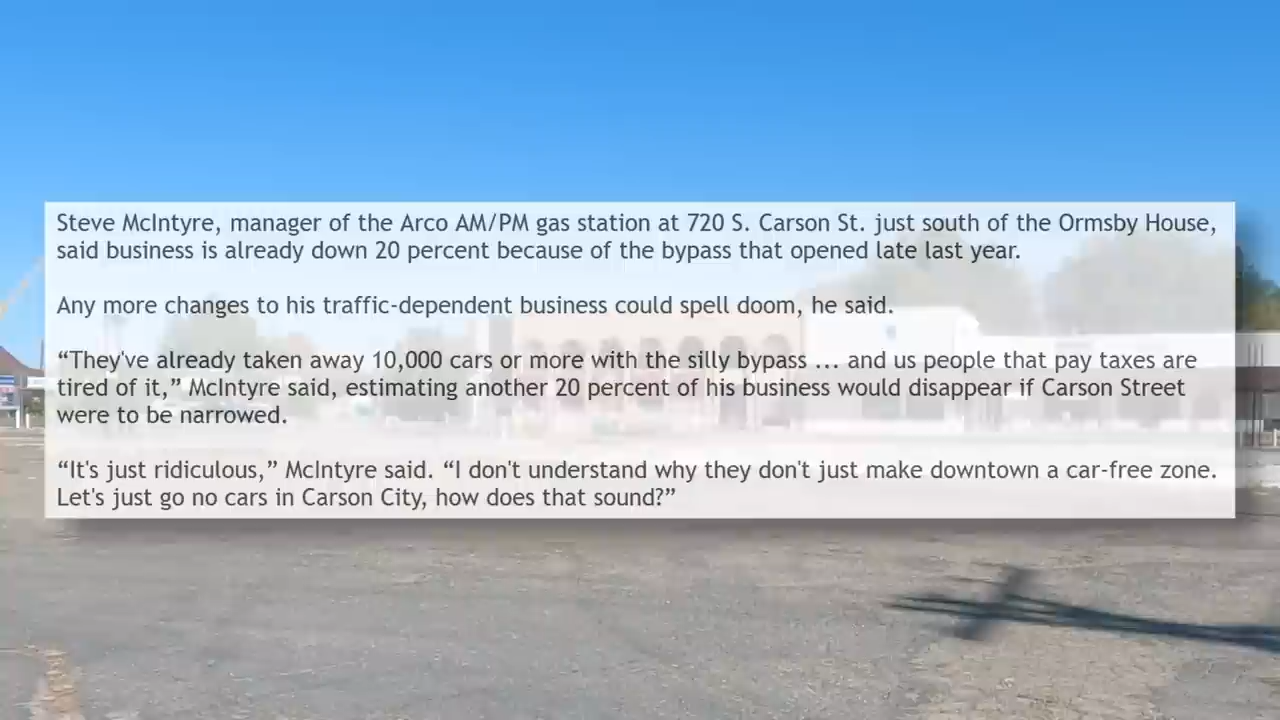 Steve McIntyre, manager of the Arco AM/PM gas station at 720 S. Carson St. just south of the Ormsby House,
said business is already down 20 percent because of the bypass that opened late last year.
Any more changes to his traffic-dependent business could spell doom, he said.
“They've already taken away 10,000 cars or more with the silly bypass ... and us people that pay taxes are
tired of it,” McIntyre said, estimating another 20 percent of his business would disappear if Carson Street
were to be narrowed.
“It's just ridiculous,” McIntyre said. “I don't understand why they don't just make downtown a car-free zone.
Let's just go no cars in Carson City, how does that sound?”